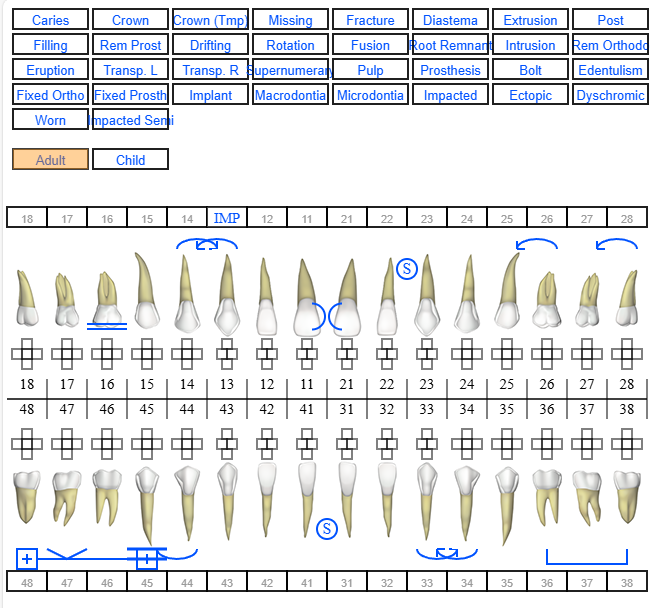 Caries Crown Crown (Tmp) Missing Fracture Diastema Extrusion Post
Filling Rem Prost Drifting Rotation Fusion Root Remnant Intrusion Rem Orthodo
Eruption Transp. L Transp. R Supernumerary Pulp Prosthesis Bolt Edentulism
Fixed Ortho Fixed Prosth Implant Macrodontia Microdontia Impacted Ectopic Dyschromic
Worn Impacted Semi
Adult Child
18 17 16 15 14 IMP 12 11 21 22 23 24 25 26 27 28
S
18 17 16 15 14 13 12 11 21 22 23 24 25 26 27 28
48 47 46 45 44 43 42 41 31 32 33 34 35 36 37 38
S
48 47 46 45 44 43 42 41 31 32 33 34 35 36 37 38